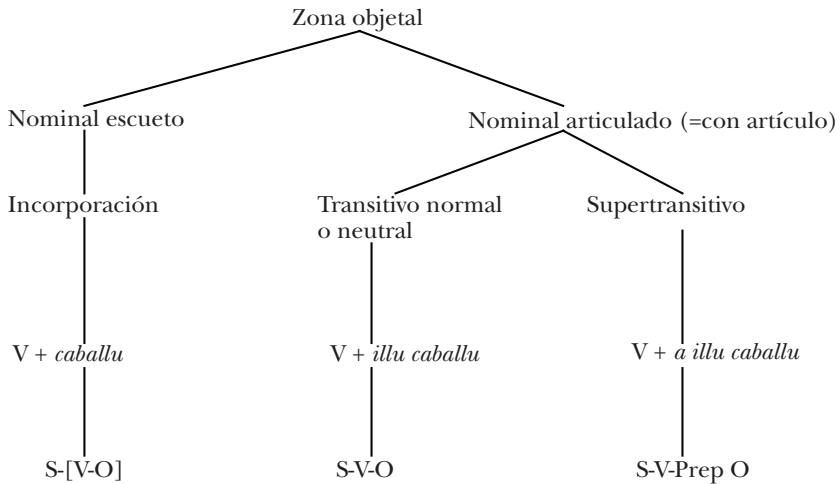 Zona objetal
Nominal escueto
Nominal articulado (=con artículo)
Incorporación
Transitivo normal
o neutral
Supertransitivo
V + caballu
V + illu caballu
V + a illu caballu
S-[V-O]
S-V-O
S-V-Prep O